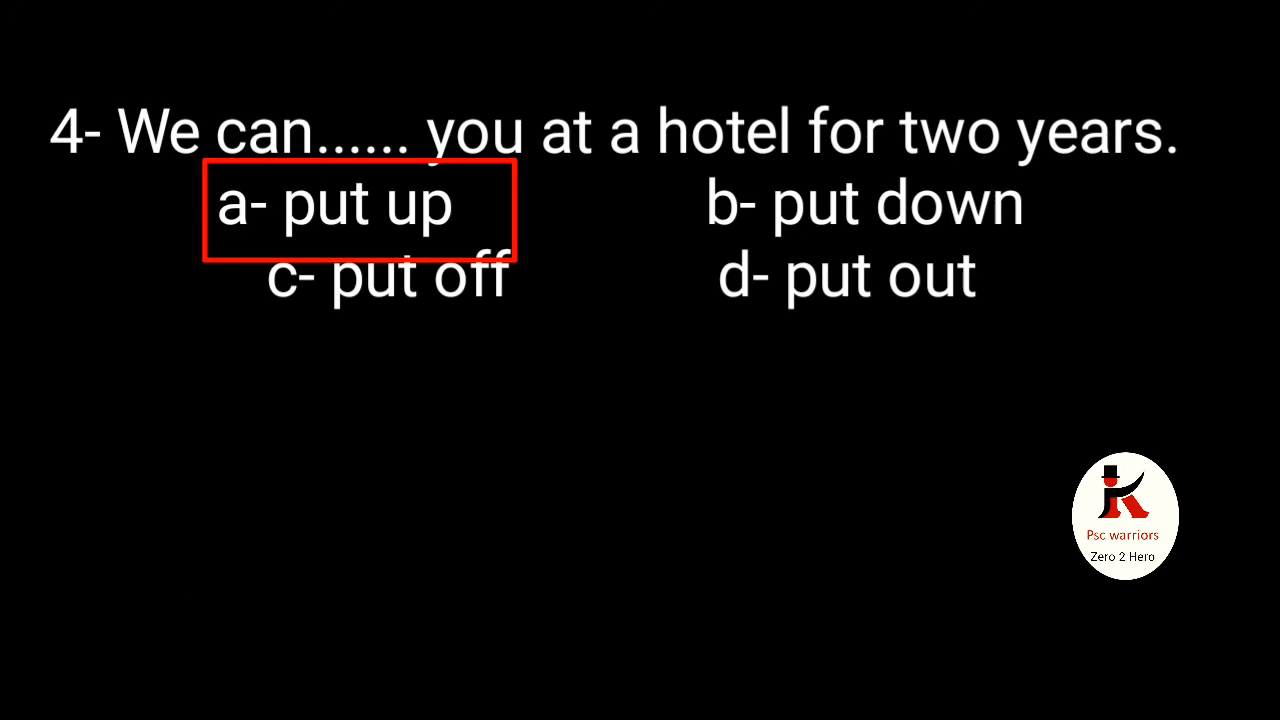 4- We can...... you at a hotel for two years.
a- put up b- put down
c- put off d- put out
Psc warriors
Zero 2 Hero